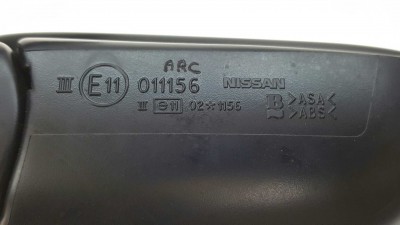 ARC
III E11 011156 NISSAN
II e11 02*1156 B >ASA<
>ABS<